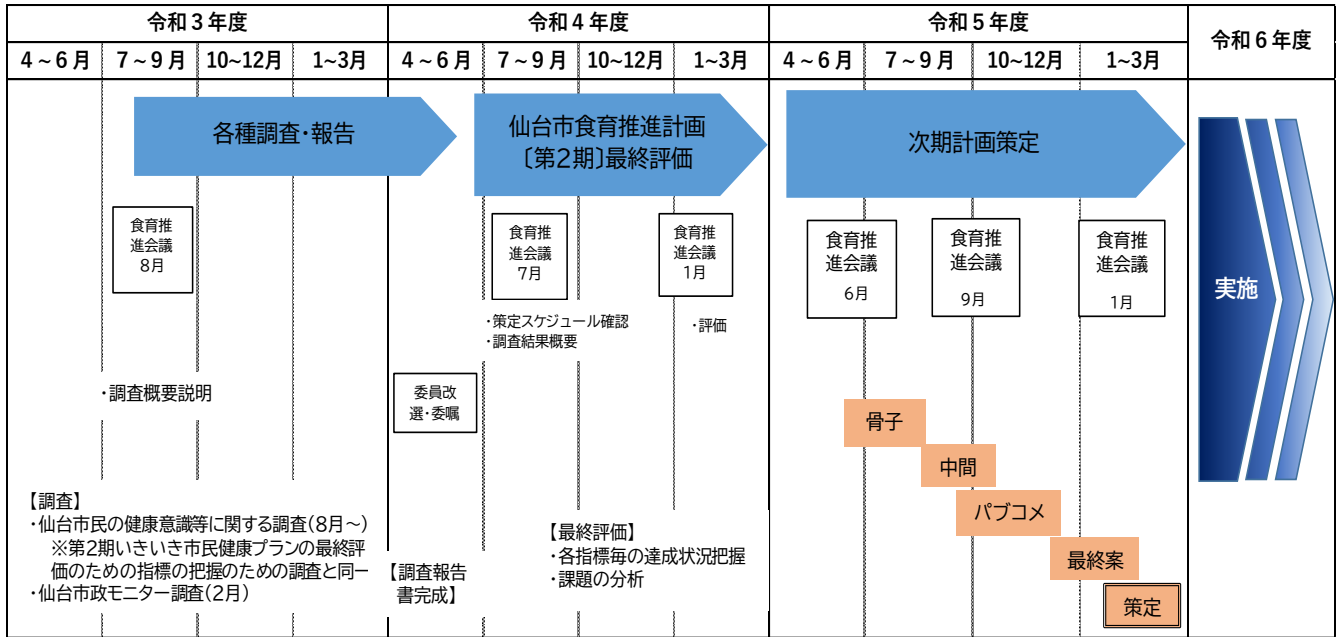 令和3年度
令和4年度
令和5年度
令和6年度
4~6月
7~9月
10~12月
1~3月
4~6月
7~9月
10~12月
1~3月
4~6月
7~9月
10~12月
1~3月
各種調査・報告
仙台市食育推進計画
〔第2期〕最終評価
次期計画策定
食育推
進会議
8月
食育推
進会議
7月
食育推
進会議
1月
食育推
進会議
6月
食育推
進会議
9月
食育推
進会議
1月
実施
・策定スケジュール確認
・調査結果概要
・評価
・調査概要説明
委員改
選・委嘱
骨子
中間
パブコメ
最終案
策定
【調査】
・仙台市民の健康意識等に関する調査(8月~)
※第2期いきいき市民健康プランの最終評
価のための指標の把握のための調査と同一
・仙台市政モニター調査(2月)
【調査報告
書完成】
【最終評価】
・各指標毎の達成状況把握
・課題の分析